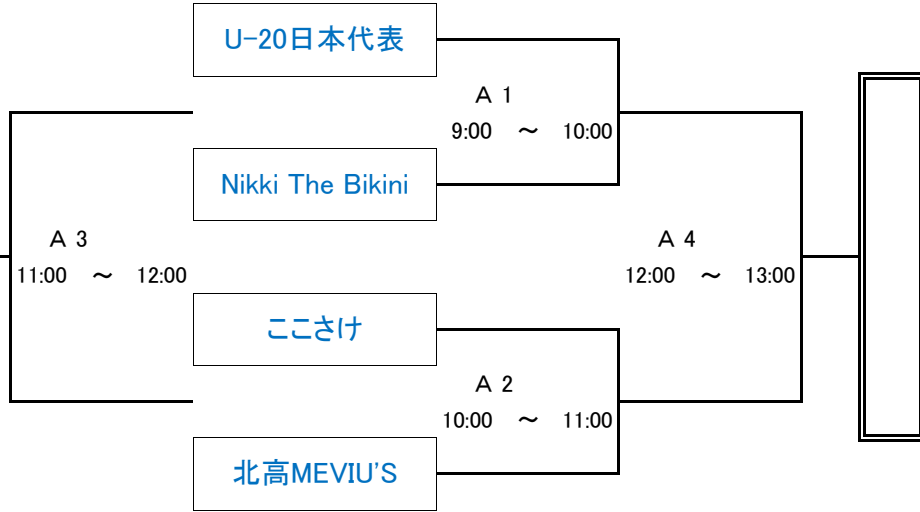 U-20日本代表
A 1
9:00 ～ 10:00
Nikki The Bikini
A 3
11:00 ～ 12:00
A 4
12:00 ～ 13:00
ここさけ
A 2
10:00 ～ 11:00
北高MEVIU'S